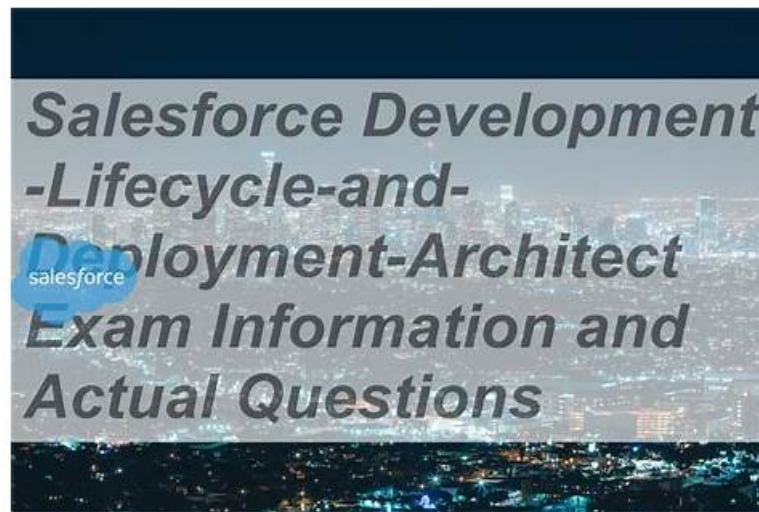 Salesforce Development
-Lifecycle-and-
Deployment-Architect
salesforce
Exam Information and
Actual Questions